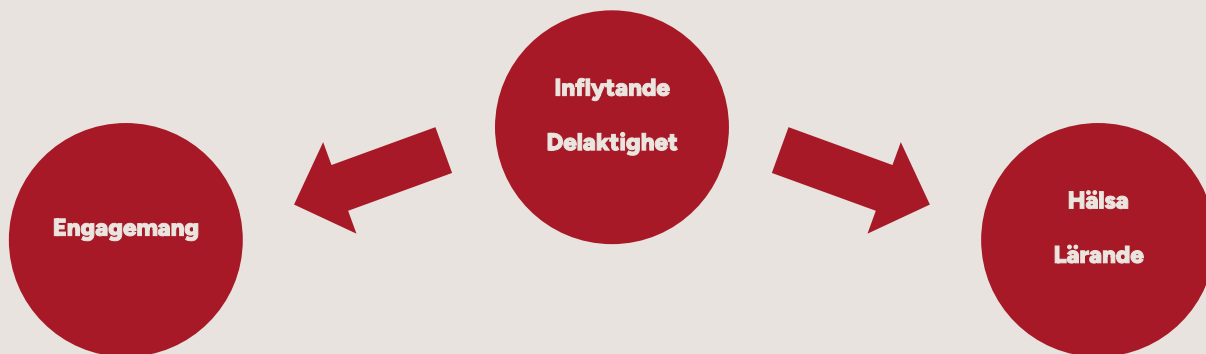 Inflytande
Delaktighet
Engagemang
Hälsa
Lärande